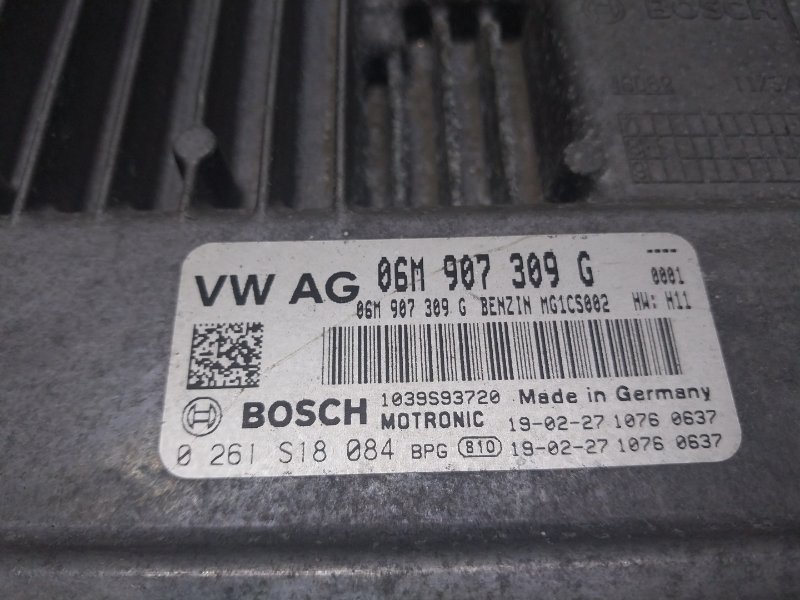 BOSCH
VW AG 06M 907 309 G 0001
06M 907 309 G BENZIN MG1CS002 HW: H11
1039S93720 Made in Germany
BOSCH MOTRONIC 19-02-27 1076 0637
0 261 S18 084 BPG 810 19-02-27 1076 0637